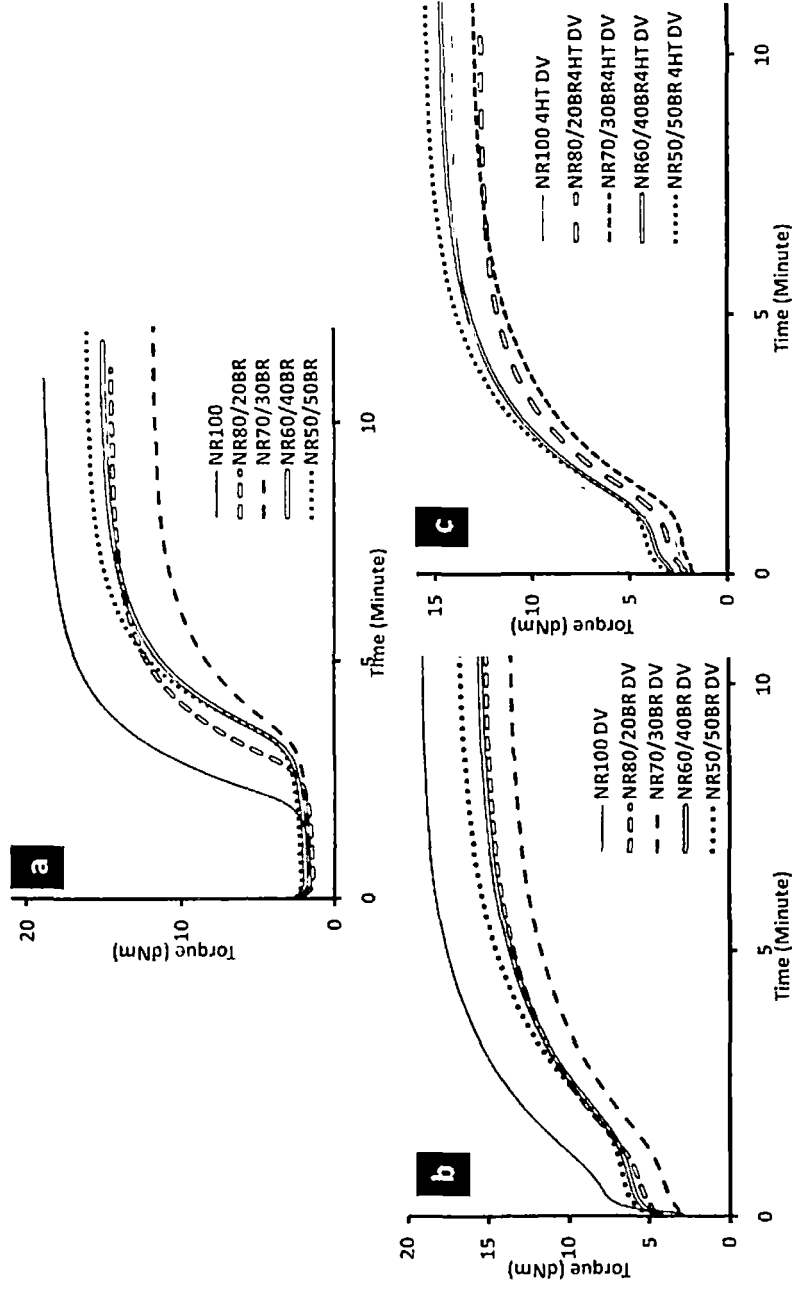 a
20
10
0
Torque (dNm)
0
5
10
Time (Minute)
NR100
NR80/20BR
NR70/30BR
NR60/40BR
NR50/50BR
b
20
15
10
5
0
Torque (dNm)
0
5
10
Time (Minute)
NR100 DV
NR80/20BR DV
NR70/30BR DV
NR60/40BR DV
NR50/50BR DV
c
15
10
5
0
Torque (dNm)
0
5
10
Time (Minute)
NR100 4HT DV
NR80/20BR4HT DV
NR70/30BR4HT DV
NR60/40BR4HT DV
NR50/50BR 4HT DV